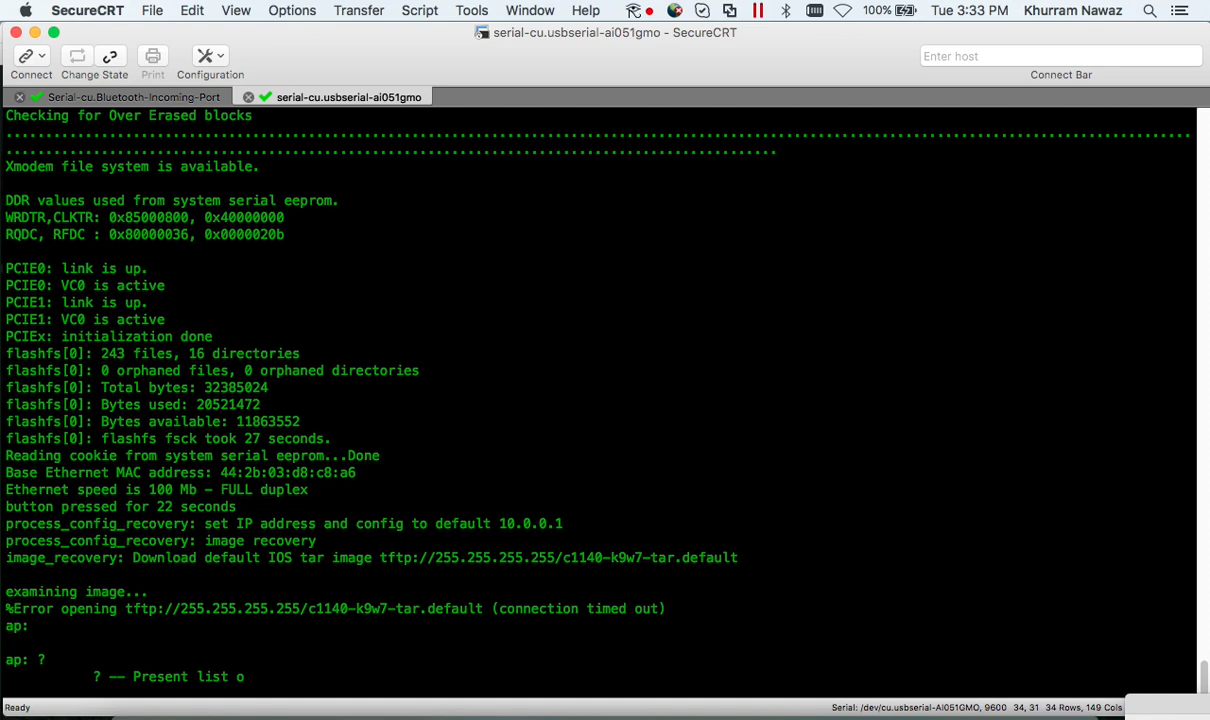 SecureCRT File Edit View Options Transfer Script Tools Window Help 100% Tue 3:33 PM Khurram Nawaz
serial-cu.usbserial-ai051gmo - SecureCRT
Enter host
Connect Change State Print Configuration Connect Bar
Serial-cu.Bluetooth-Incoming-Port serial-cu.usbserial-ai051gmo
Checking for Over Erased blocks
Xmodem file system is available.
DDR values used from system serial eeprom.
WRDTR,CLKTR: 0x85000800, 0x40000000
RQDC, RFDC : 0x80000036, 0x0000020b
PCIE0: link is up.
PCIE0: VC0 is active
PCIE1: link is up.
PCIE1: VC0 is active
PCIEx: initialization done
flashfs[0]: 243 files, 16 directories
flashfs[0]: 0 orphaned files, 0 orphaned directories
flashfs[0]: Total bytes: 32385024
flashfs[0]: Bytes used: 20521472
flashfs[0]: Bytes available: 11863552
flashfs[0]: flashfs fsck took 27 seconds.
Reading cookie from system serial eeprom...Done
Base Ethernet MAC address: 44:2b:03:d8:c8:a6
Ethernet speed is 100 Mb - FULL duplex
button pressed for 22 seconds
process_config_recovery: set IP address and config to default 10.0.0.1
process_config_recovery: image recovery
image_recovery: Download default IOS tar image tftp://255.255.255.255/c1140-k9w7-tar.default
examining image...
%Error opening tftp://255.255.255.255/c1140-k9w7-tar.default (connection timed out)
ap:
ap: ?
? -- Present list o
Ready Serial: /dev/cu.usbserial-AI051GMO, 9600 34, 31 34 Rows, 149 Cols